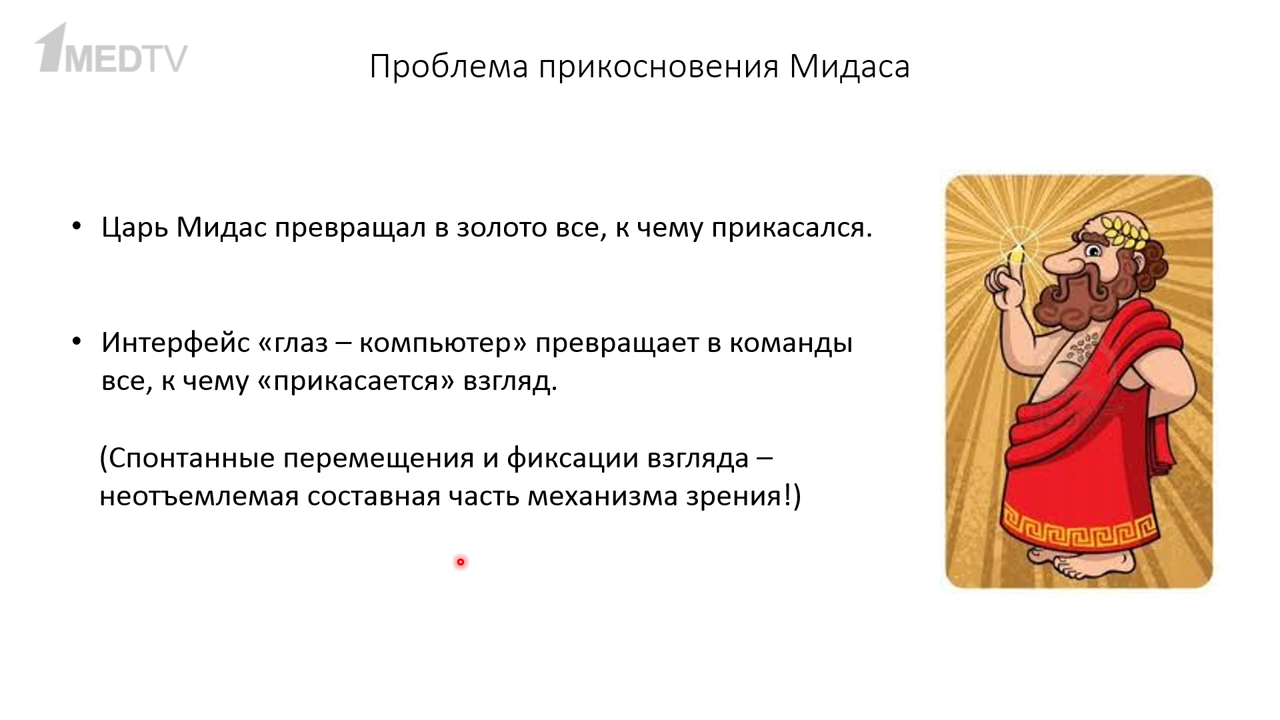 1MEDTV
Проблема прикосновения Мидаса
• Царь Мидас превращал в золото все, к чему прикасался.
• Интерфейс «глаз – компьютер» превращает в команды
все, к чему «прикасается» взгляд.
(Спонтанные перемещения и фиксации взгляда –
неотъемлемая составная часть механизма зрения!)